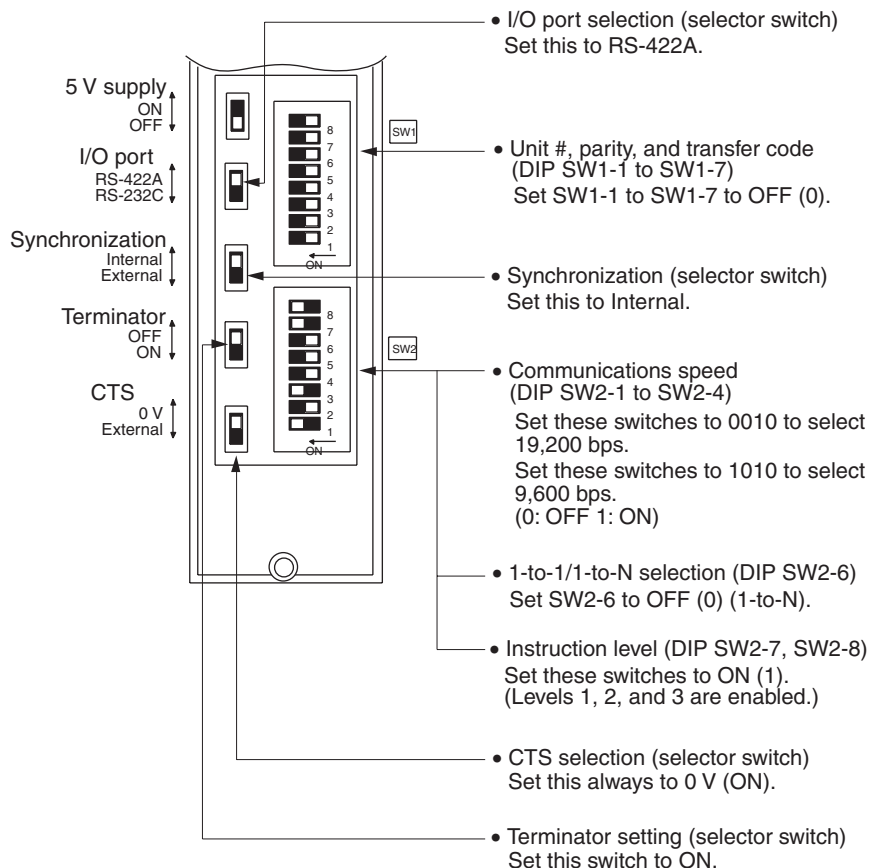 • I/O port selection (selector switch)
Set this to RS-422A.
5 V supply
ON
OFF
I/O port
RS-422A
RS-232C
Synchronization
Internal
External
Terminator
OFF
ON
CTS
0 V
External
8
7
6
5
4
3
2
1
ON
SW1
8
7
6
5
4
3
2
1
ON
SW2
• Unit #, parity, and transfer code
(DIP SW1-1 to SW1-7)
Set SW1-1 to SW1-7 to OFF (0).
• Synchronization (selector switch)
Set this to Internal.
• Communications speed
(DIP SW2-1 to SW2-4)
Set these switches to 0010 to select
19,200 bps.
Set these switches to 1010 to select
9,600 bps.
(0: OFF 1: ON)
• 1-to-1/1-to-N selection (DIP SW2-6)
Set SW2-6 to OFF (0) (1-to-N).
• Instruction level (DIP SW2-7, SW2-8)
Set these switches to ON (1).
(Levels 1, 2, and 3 are enabled.)
• CTS selection (selector switch)
Set this always to 0 V (ON).
• Terminator setting (selector switch)
Set this switch to ON.